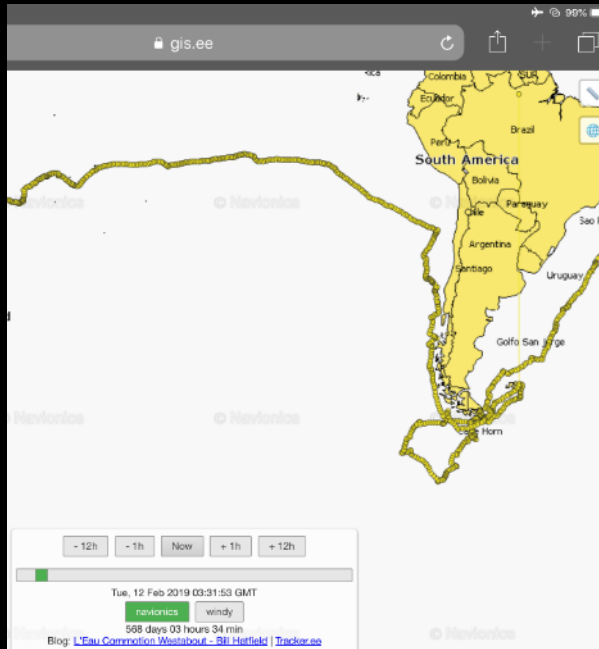 99%
gis.ee
Colombia
SUR
Ecuador
Brazil
Peru
South America
© Navionics
Bolivia
Paraguay
Chile
Sao
Argentina
Santiago
Uruguay
Golfo San Jorge
Navionics
© Navionics
Horn
- 12h
- 1h
Now
+ 1h
+ 12h
Tue, 12 Feb 2019 03:31:53 GMT
navionics
windy
568 days 03 hours 34 min
Blog: L'Eau Commotion Westabout - Bill Hatfield | Tracker.ee
© Navionics